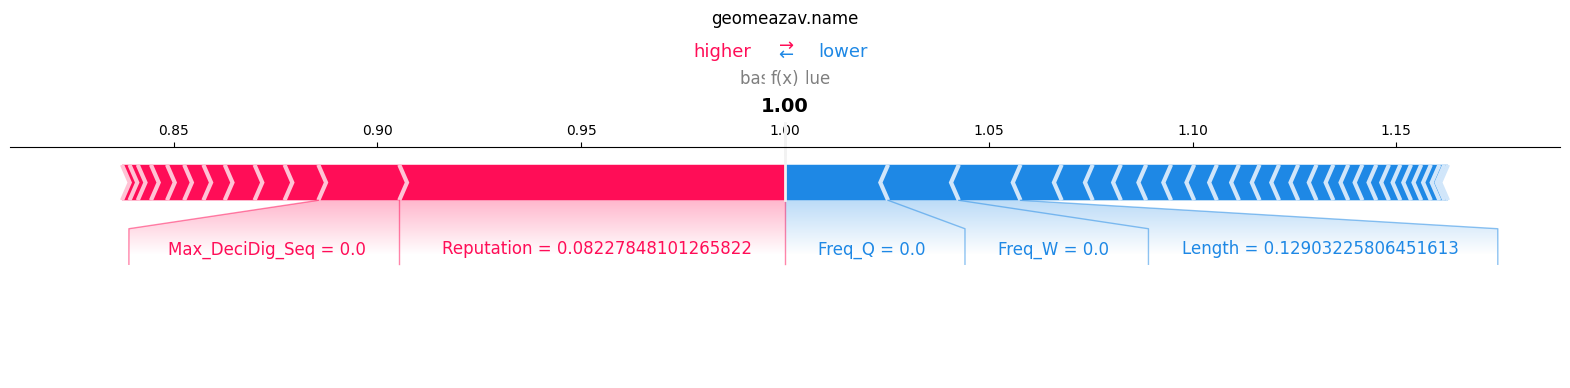 geomeazav.name
higher ⇄ lower
f(x)
1.00
0.85 0.90 0.95 1.00 1.05 1.10 1.15
Max_DeciDig_Seq = 0.0 Reputation = 0.08227848101265822 Freq_Q = 0.0 Freq_W = 0.0 Length = 0.12903225806451613